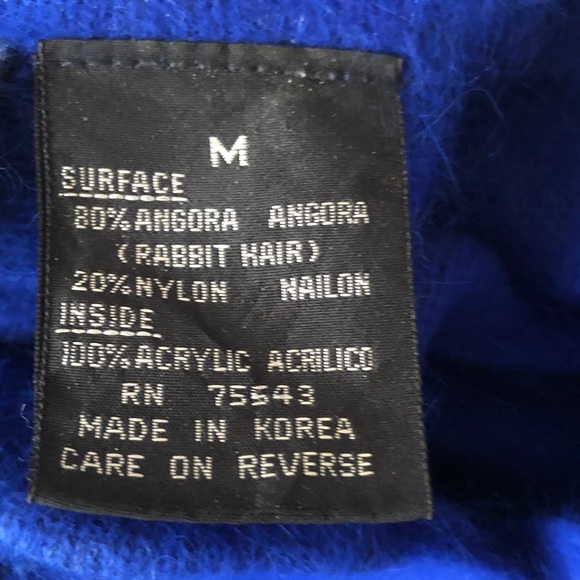 M
SURFACE
80% ANGORA ANGORA
(RABBIT HAIR)
20% NYLON NAILON
INSIDE
100% ACRYLIC ACRILICO
RN 75643
MADE IN KOREA
CARE ON REVERSE